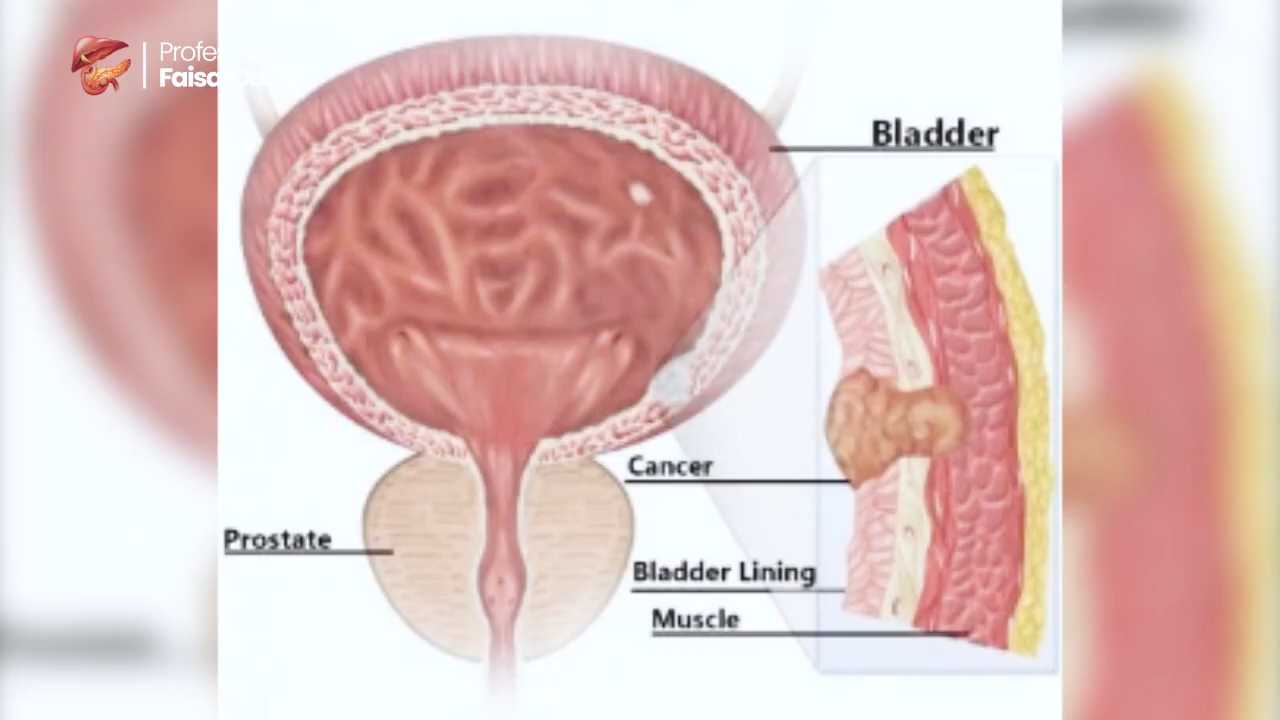 Bladder
Cancer
Prostate
Bladder Lining
Muscle